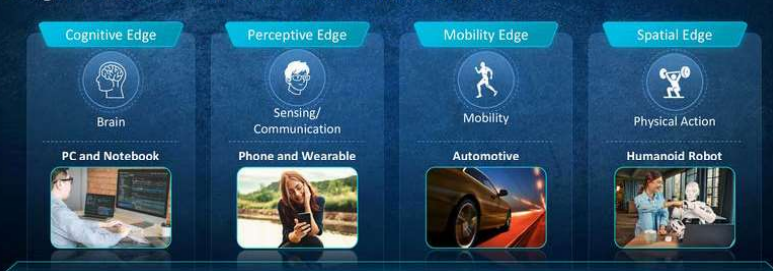 Cognitive Edge
Brain
PC and Notebook
Perceptive Edge
Sensing/
Communication
Phone and Wearable
Mobility Edge
Mobility
Automotive
Spatial Edge
Physical Action
Humanoid Robot